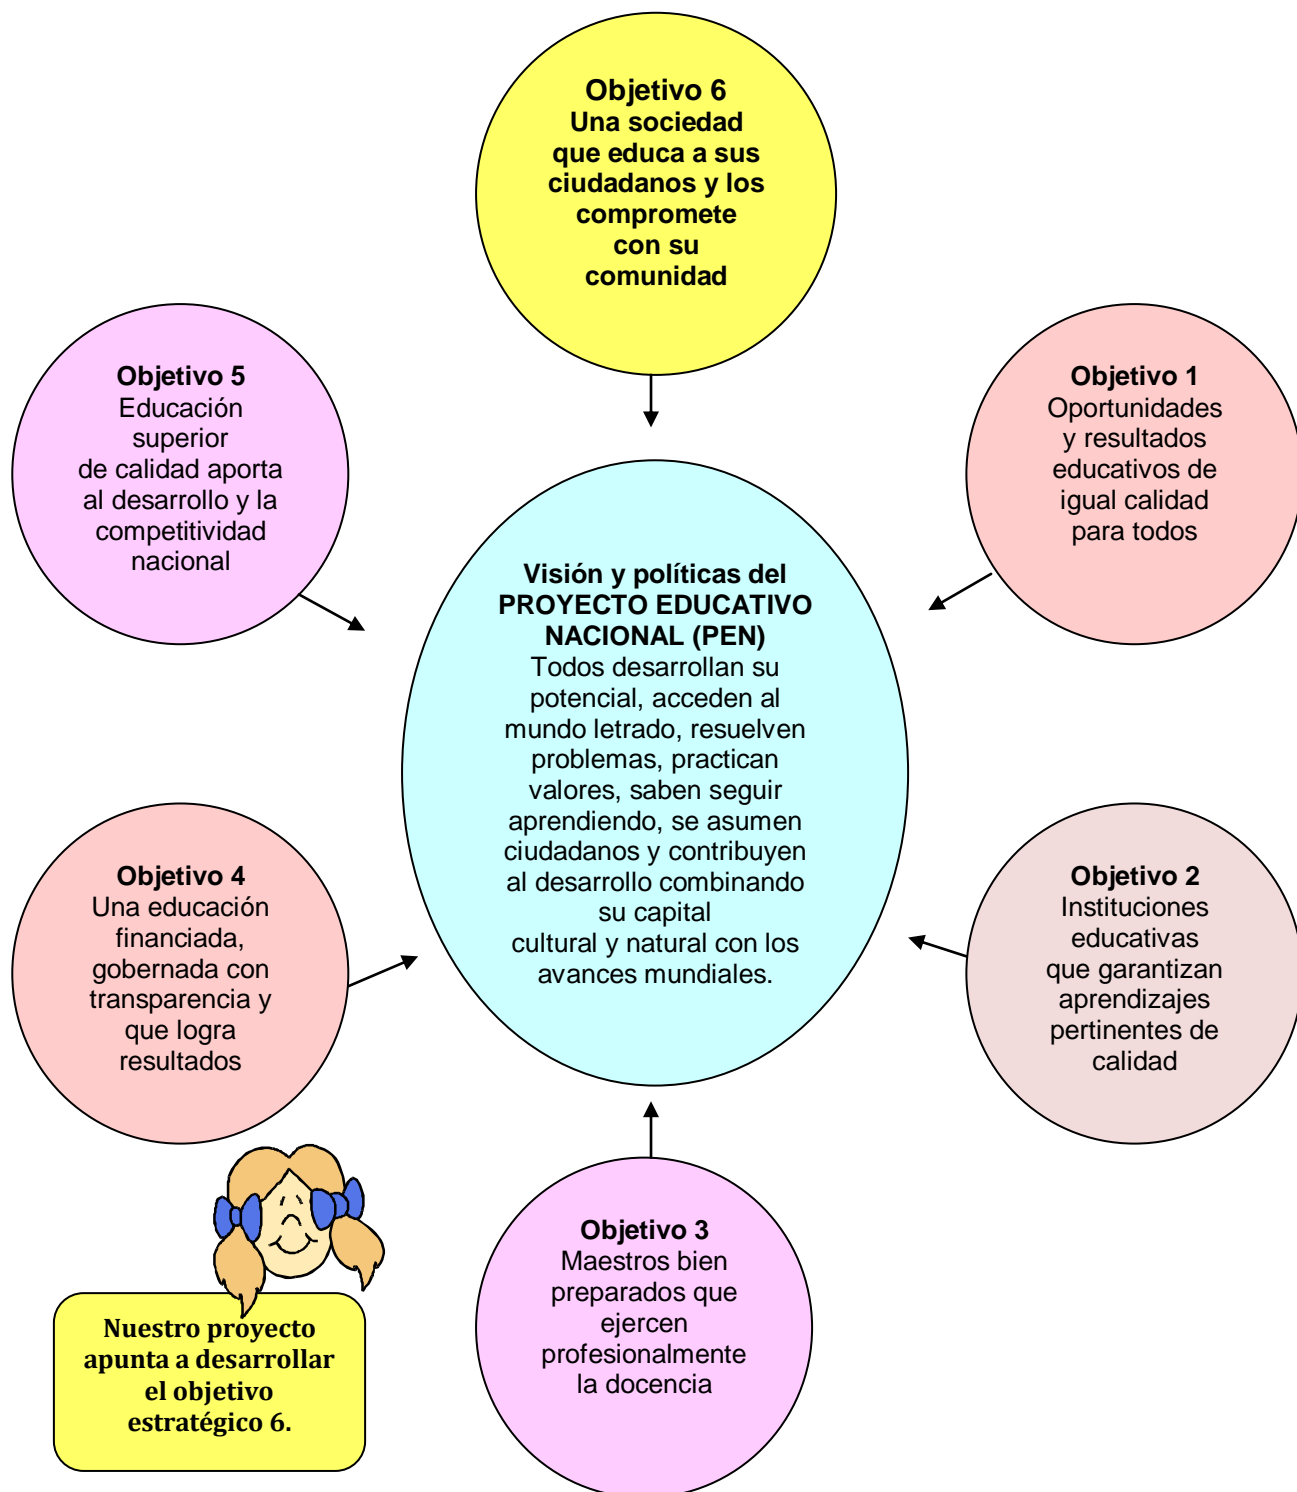 Objetivo 6
Una sociedad
que educa a sus
ciudadanos y los
compromete
con su
comunidad
Objetivo 5
Educación
superior
de calidad aporta
al desarrollo y la
competitividad
nacional
Objetivo 1
Oportunidades
y resultados
educativos de
igual calidad
para todos
Visión y políticas del
PROYECTO EDUCATIVO
NACIONAL (PEN)
Todos desarrollan su
potencial, acceden al
mundo letrado, resuelven
problemas, practican
valores, saben seguir
aprendiendo, se asumen
ciudadanos y contribuyen
al desarrollo combinando
su capital
cultural y natural con los
avances mundiales.
Objetivo 4
Una educación
financiada,
gobernada con
transparencia y
que logra
resultados
Objetivo 2
Instituciones
educativas
que garantizan
aprendizajes
pertinentes de
calidad
Objetivo 3
Maestros bien
preparados que
ejercen
profesionalmente
la docencia
Nuestro proyecto
apunta a desarrollar
el objetivo
estratégico 6.